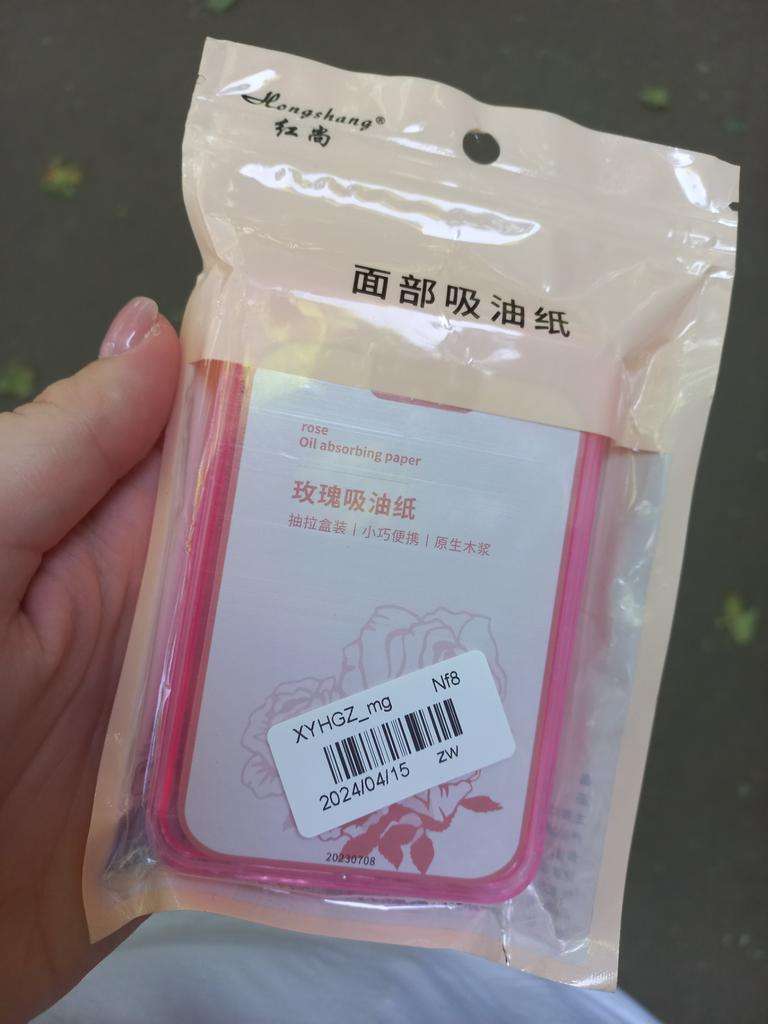 Hongshang®
红尚
面部吸油纸
rose
Oil absorbing paper
玫瑰吸油纸
抽拉盒装 | 小巧便携 | 原生木浆
XYHGZ_mg Nf8
2024/04/15 zw
20230708